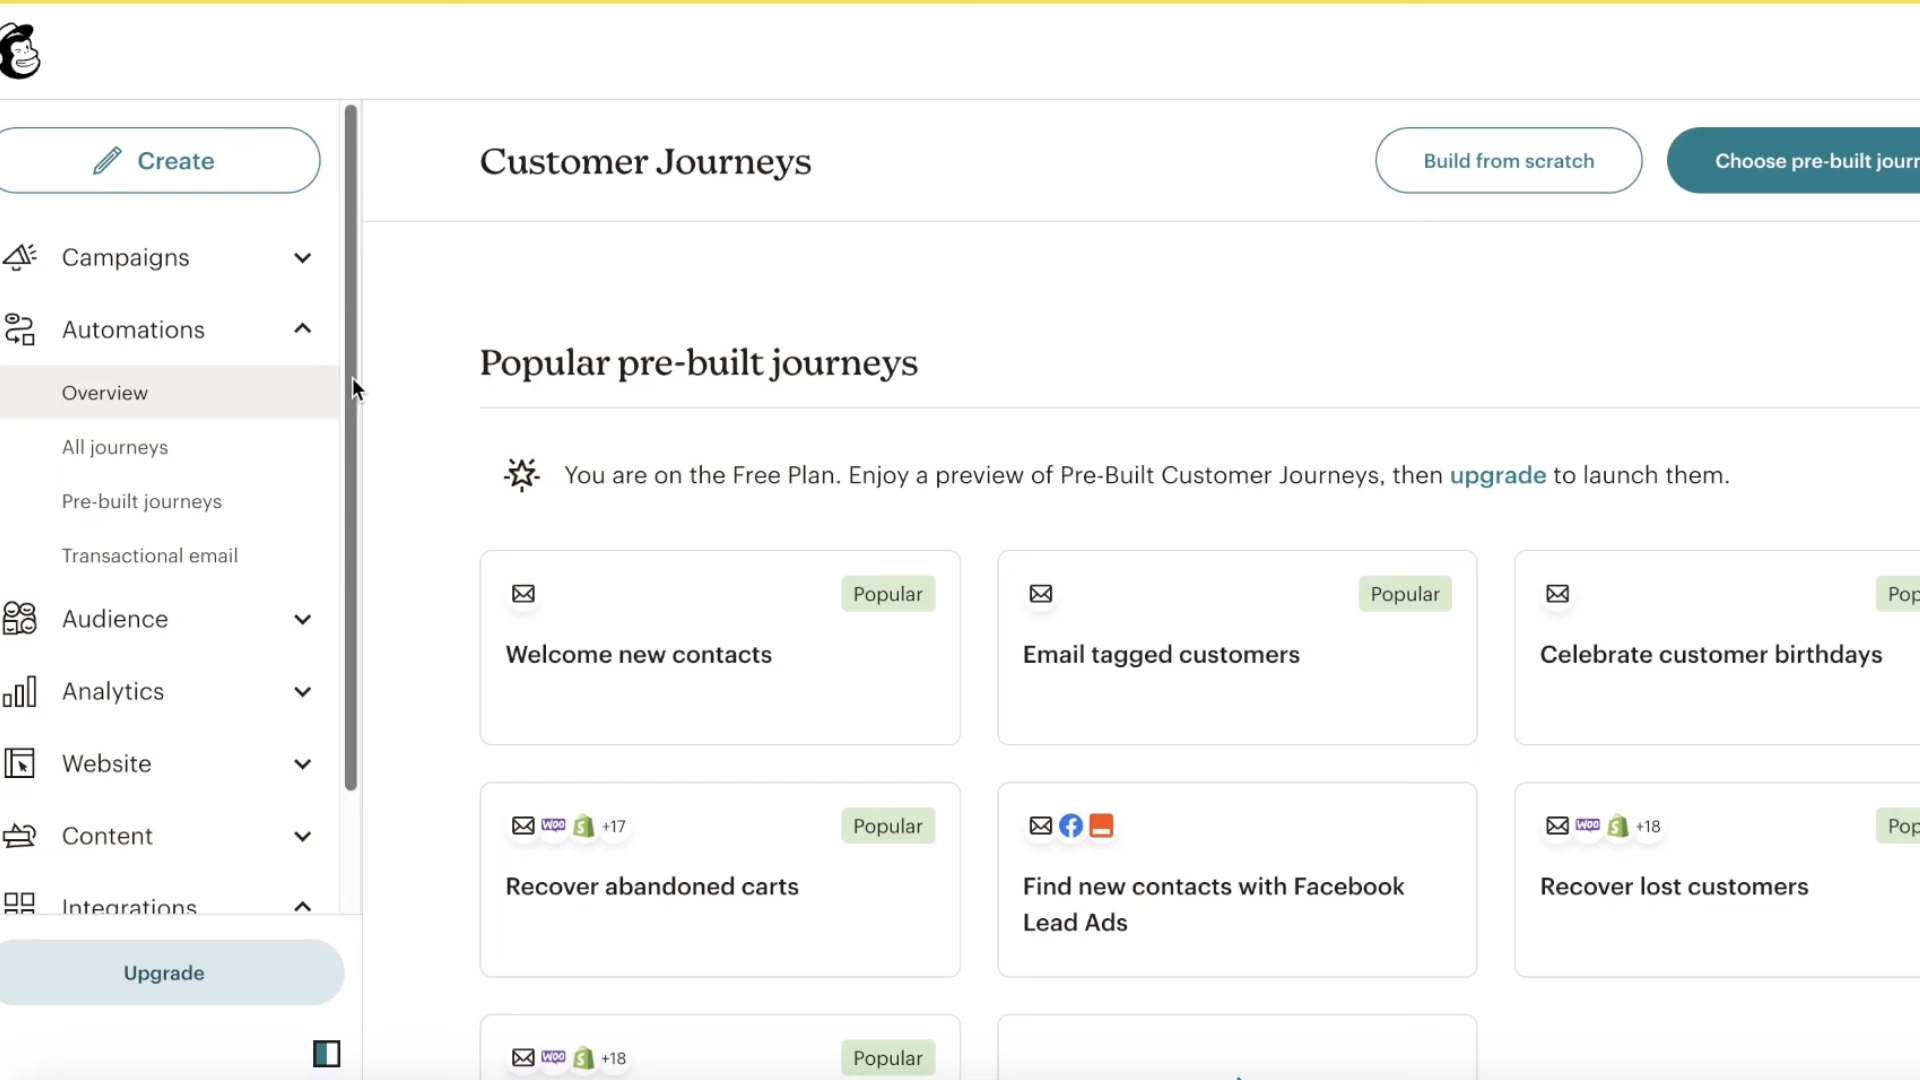 Create
Customer Journeys
Build from scratch
Choose pre-built jour
Campaigns
Automations
Overview
All journeys
Pre-built journeys
Transactional email
Audience
Analytics
Website
Content
Integrations
Upgrade
Popular pre-built journeys
You are on the Free Plan. Enjoy a preview of Pre-Built Customer Journeys, then upgrade to launch them.
Popular
Welcome new contacts
Popular
Email tagged customers
Pop
Celebrate customer birthdays
Woo +17
Popular
Recover abandoned carts
Find new contacts with Facebook
Lead Ads
Woo +18
Pop
Recover lost customers
Woo +18
Popular